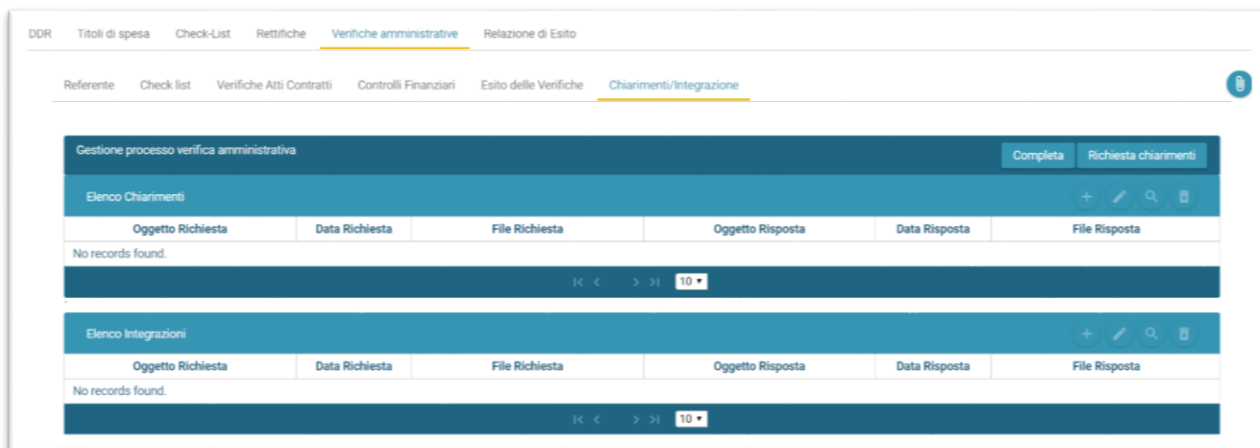 DDR Titoli di spesa Check-List Rettifiche Verifiche amministrative Relazione di Esito
Referente Check list Verifiche Atti Contratti Controlli Finanziari Esito delle Verifiche Chiarimenti/Integrazione
Gestione processo verifica amministrativa Completa Richiesta chiarimenti
Elenco Chiarimenti
Oggetto Richiesta Data Richiesta File Richiesta Oggetto Risposta Data Risposta File Risposta
No records found.
10
Elenco Integrazioni
Oggetto Richiesta Data Richiesta File Richiesta Oggetto Risposta Data Risposta File Risposta
No records found.
10